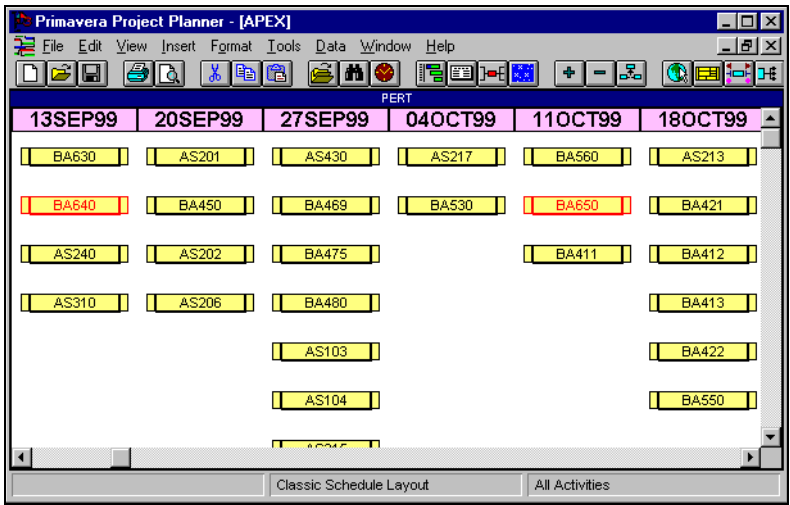 Primavera Project Planner - [APEX]
File Edit View Insert Format Tools Data Window Help
PERT
13SEP99 20SEP99 27SEP99 04OCT99 11OCT99 18OCT99
BA630 AS201 AS430 AS217 BA560 AS213
BA640 BA450 BA469 BA530 BA650 BA421
AS240 AS202 BA475 BA411 BA412
AS310 AS206 BA480 BA413
AS103 BA422
AS104 BA550
Classic Schedule Layout All Activities